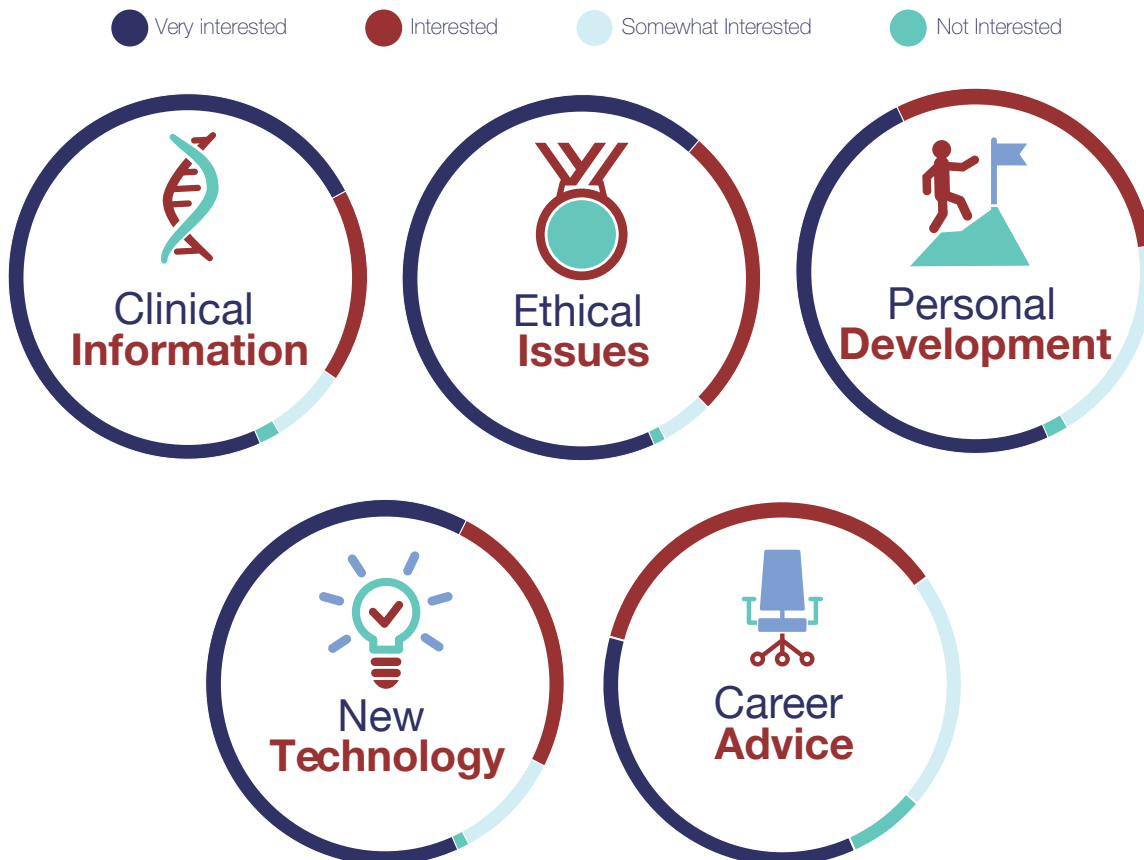 Very interested
Interested
Somewhat Interested
Not Interested
Clinical
Information
Ethical
Issues
Personal
Development
New
Technology
Career
Advice